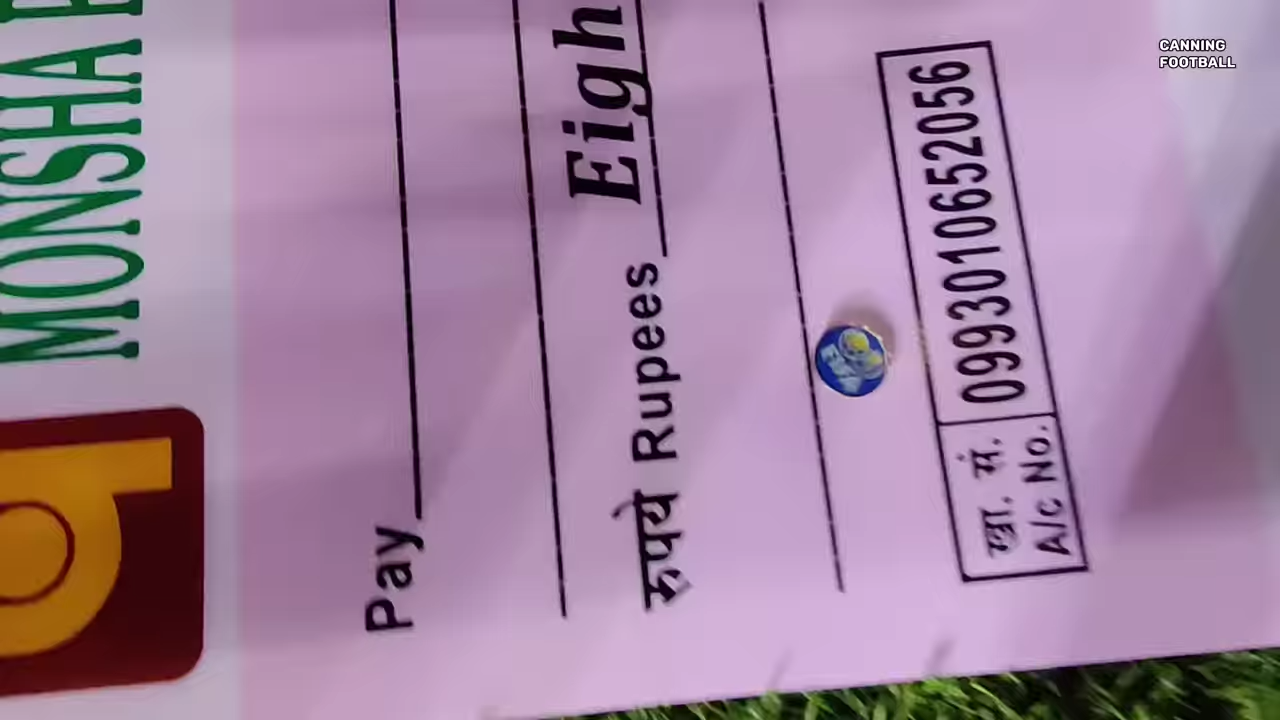 MONSHA
Pay
रुपये Rupees Eigh
खा. सं.
A/c No.
0993010652056
CANNING
FOOTBALL